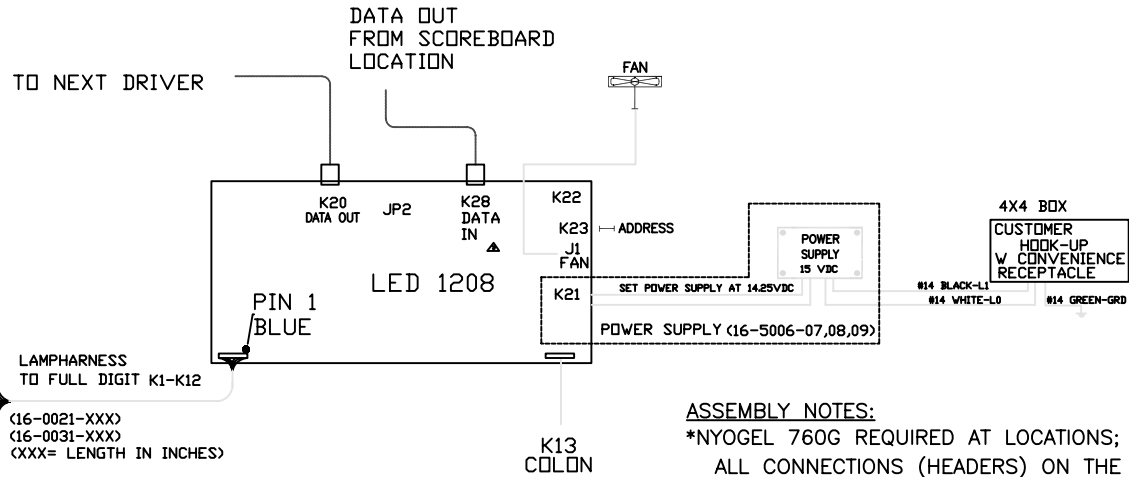 DATA OUT
FROM SCOREBOARD
LOCATION
TO NEXT DRIVER
FAN
K20
DATA OUT
JP2
K28
DATA
IN
K22
K23
ADDRESS
J1
FAN
LED 1208
K21
PIN 1
BLUE
POWER
SUPPLY
15 VDC
SET POWER SUPPLY AT 14.25VDC
POWER SUPPLY (16-5006-07,08,09)
4X4 BOX
CUSTOMER
HOOK-UP
W CONVENIENCE
RECEPTACLE
#14 BLACK-L1
#14 WHITE-L0
#14 GREEN-GRD
LAMPHARNESS
TO FULL DIGIT K1-K12
(16-0021-XXX)
(16-0031-XXX)
(XXX= LENGTH IN INCHES)
K13
COLON
ASSEMBLY NOTES:
*NYOGEL 760G REQUIRED AT LOCATIONS;
ALL CONNECTIONS (HEADERS) ON THE